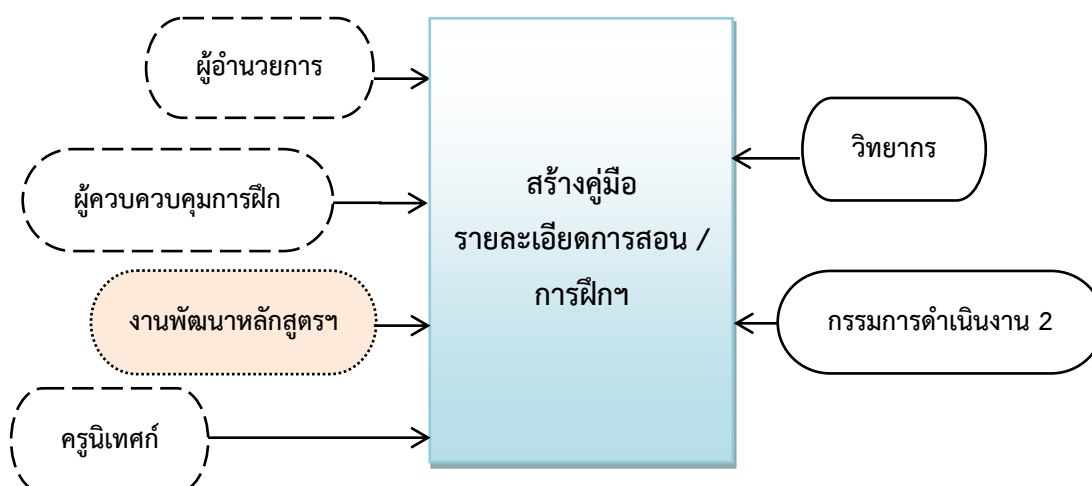 ผู้อำนวยการ
ผู้ควบควบคุมการฝึก
งานพัฒนาหลักสูตรฯ
ครูนิเทศก์
สร้างคู่มือ
รายละเอียดการสอน /
การฝึกฯ
วิทยากร
กรรมการดำเนินงาน 2